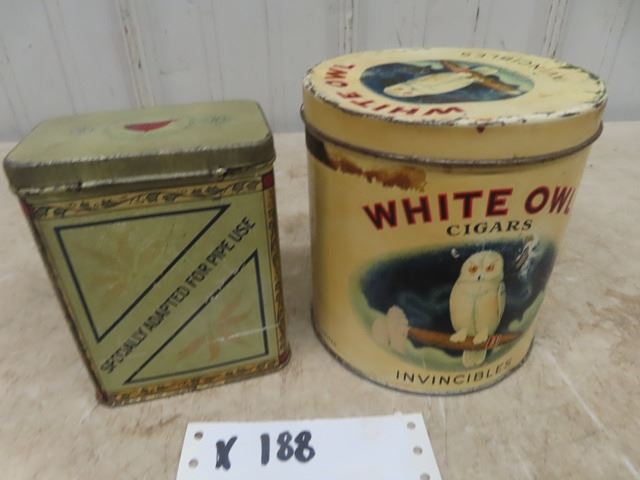 WHITE OWL
INVINCIBLES
WHITE OWL
CIGARS
INVINCIBLES
SPECIALLY ADAPTED FOR PIPE USE
X 188